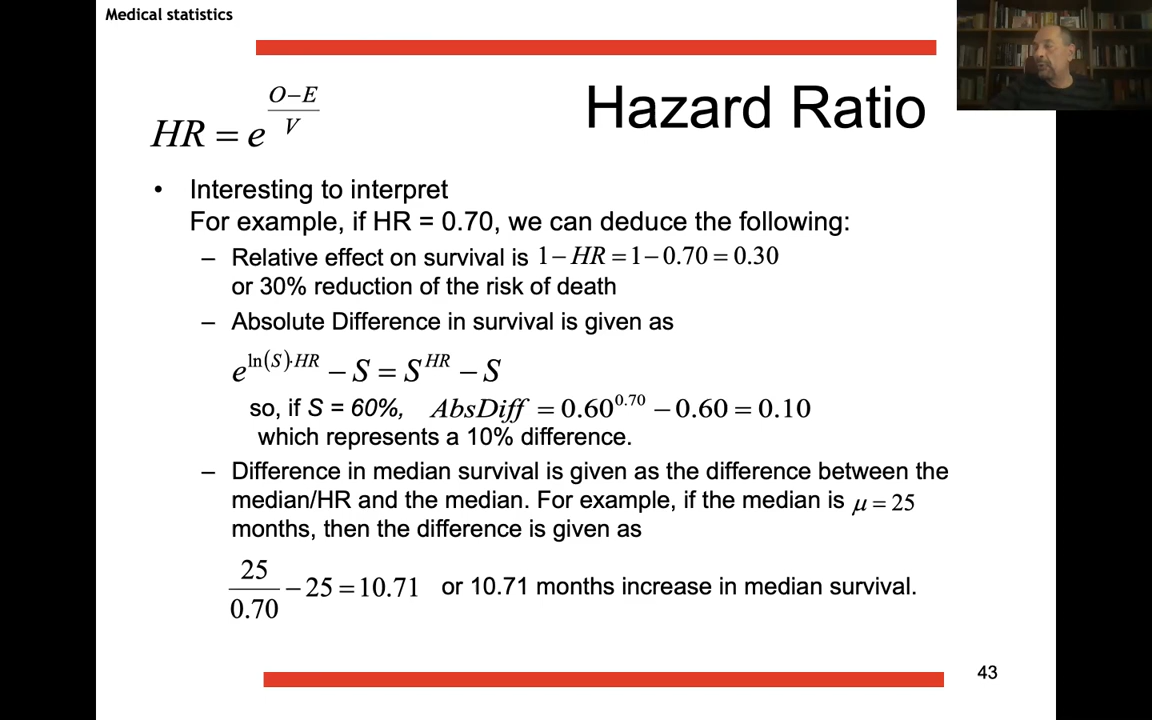 Medical statistics
HR = e^{\frac{O-E}{V}}
Hazard Ratio
• Interesting to interpret
For example, if HR = 0.70, we can deduce the following:
– Relative effect on survival is 1 − HR = 1 − 0.70 = 0.30
or 30% reduction of the risk of death
– Absolute Difference in survival is given as
e^{ln(S)·HR} − S = S^{HR} − S
so, if S = 60%, AbsDiff = 0.60^{0.70} − 0.60 = 0.10
which represents a 10% difference.
– Difference in median survival is given as the difference between the
median/HR and the median. For example, if the median is μ = 25
months, then the difference is given as
\frac{25}{0.70} − 25 = 10.71 or 10.71 months increase in median survival.
43